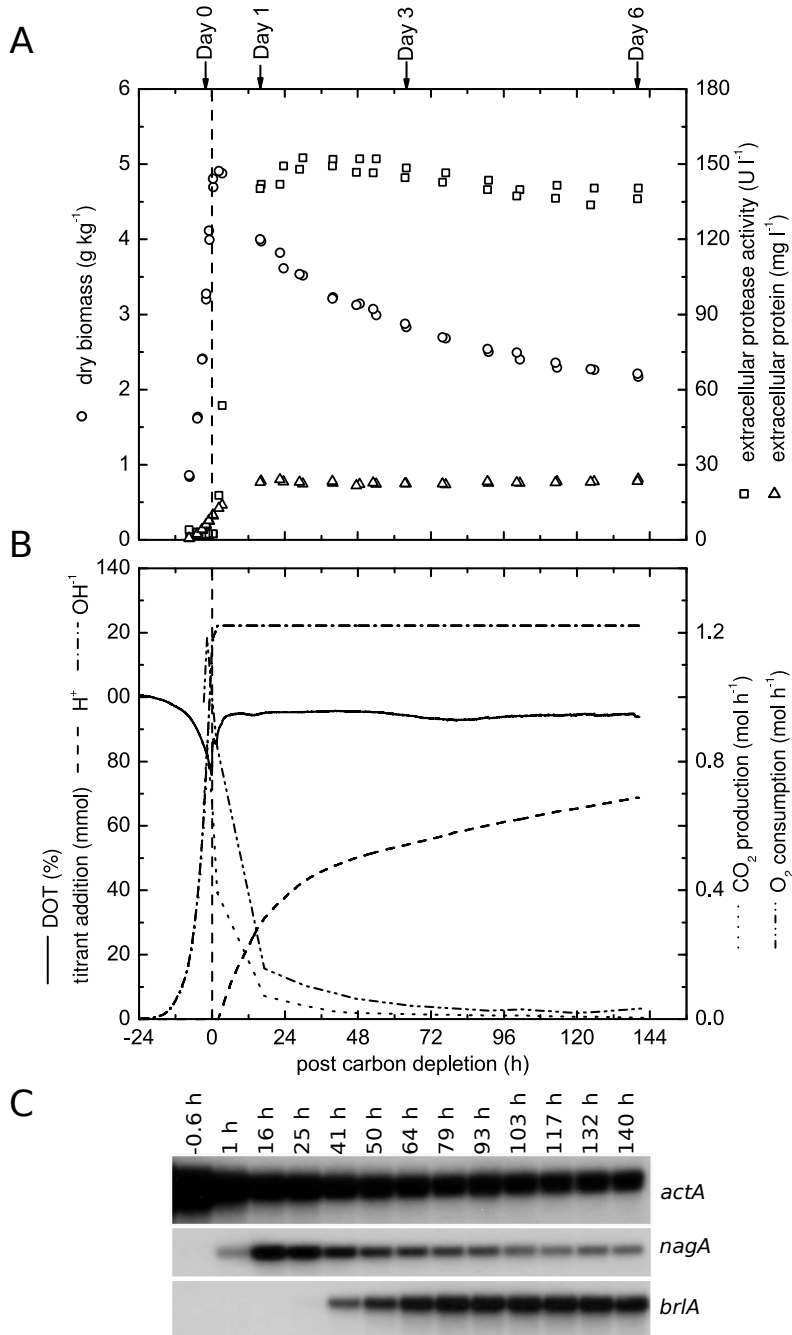 A
Day 0
Day 1
Day 3
Day 6
6
5
4
3
2
1
0
dry biomass (g kg⁻¹)
180
150
120
90
60
30
0
extracellular protease activity (U l⁻¹)
extracellular protein (mg l⁻¹)
B
140
20
00
80
60
40
20
0
DOT (%)
titrant addition (mmol) H⁺ OH⁻¹
1.2
0.8
0.4
0.0
CO₂ production (mol h⁻¹)
O₂ consumption (mol h⁻¹)
-24 0 24 48 72 96 120 144
post carbon depletion (h)
C
-0.6 h
1 h
16 h
25 h
41 h
50 h
64 h
79 h
93 h
103 h
117 h
132 h
140 h
actA
nagA
brlA